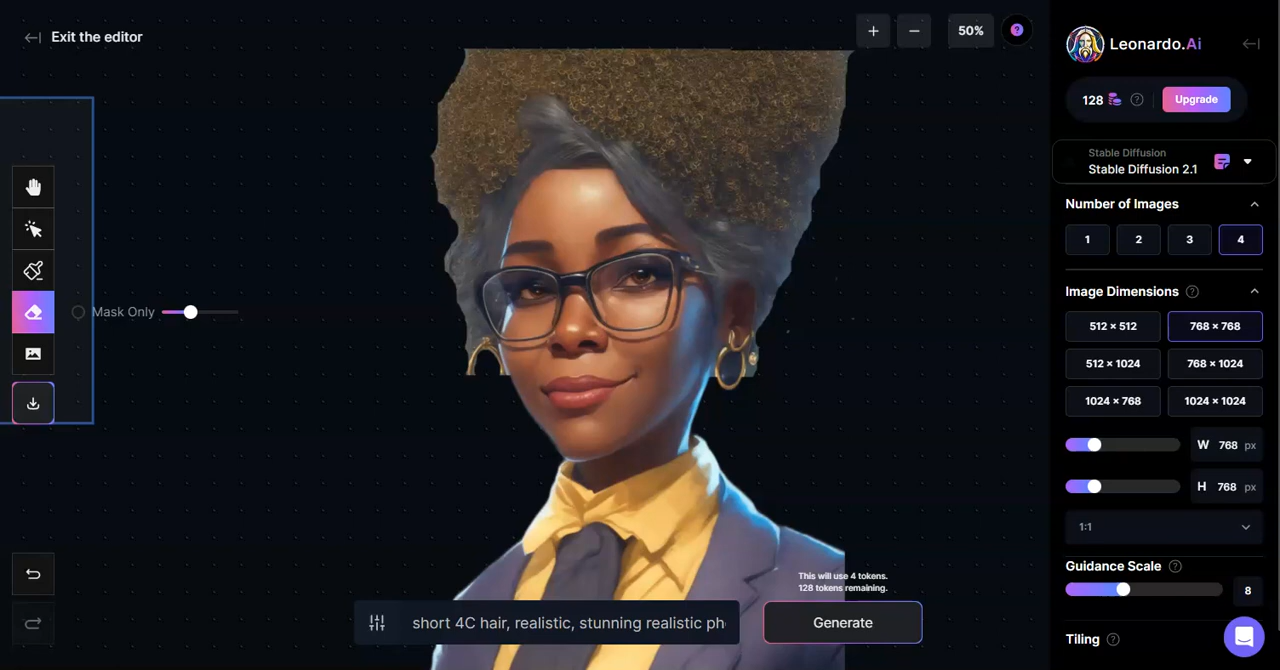 Exit the editor
50%
Leonardo.Ai
128
Upgrade
Stable Diffusion
Stable Diffusion 2.1
Number of Images
1 2 3 4
Image Dimensions
512 × 512 768 × 768
512 × 1024 768 × 1024
1024 × 768 1024 × 1024
W 768 px
H 768 px
1:1
Guidance Scale
8
Tiling
Mask Only
This will use 4 tokens.
128 tokens remaining.
short 4C hair, realistic, stunning realistic ph
Generate